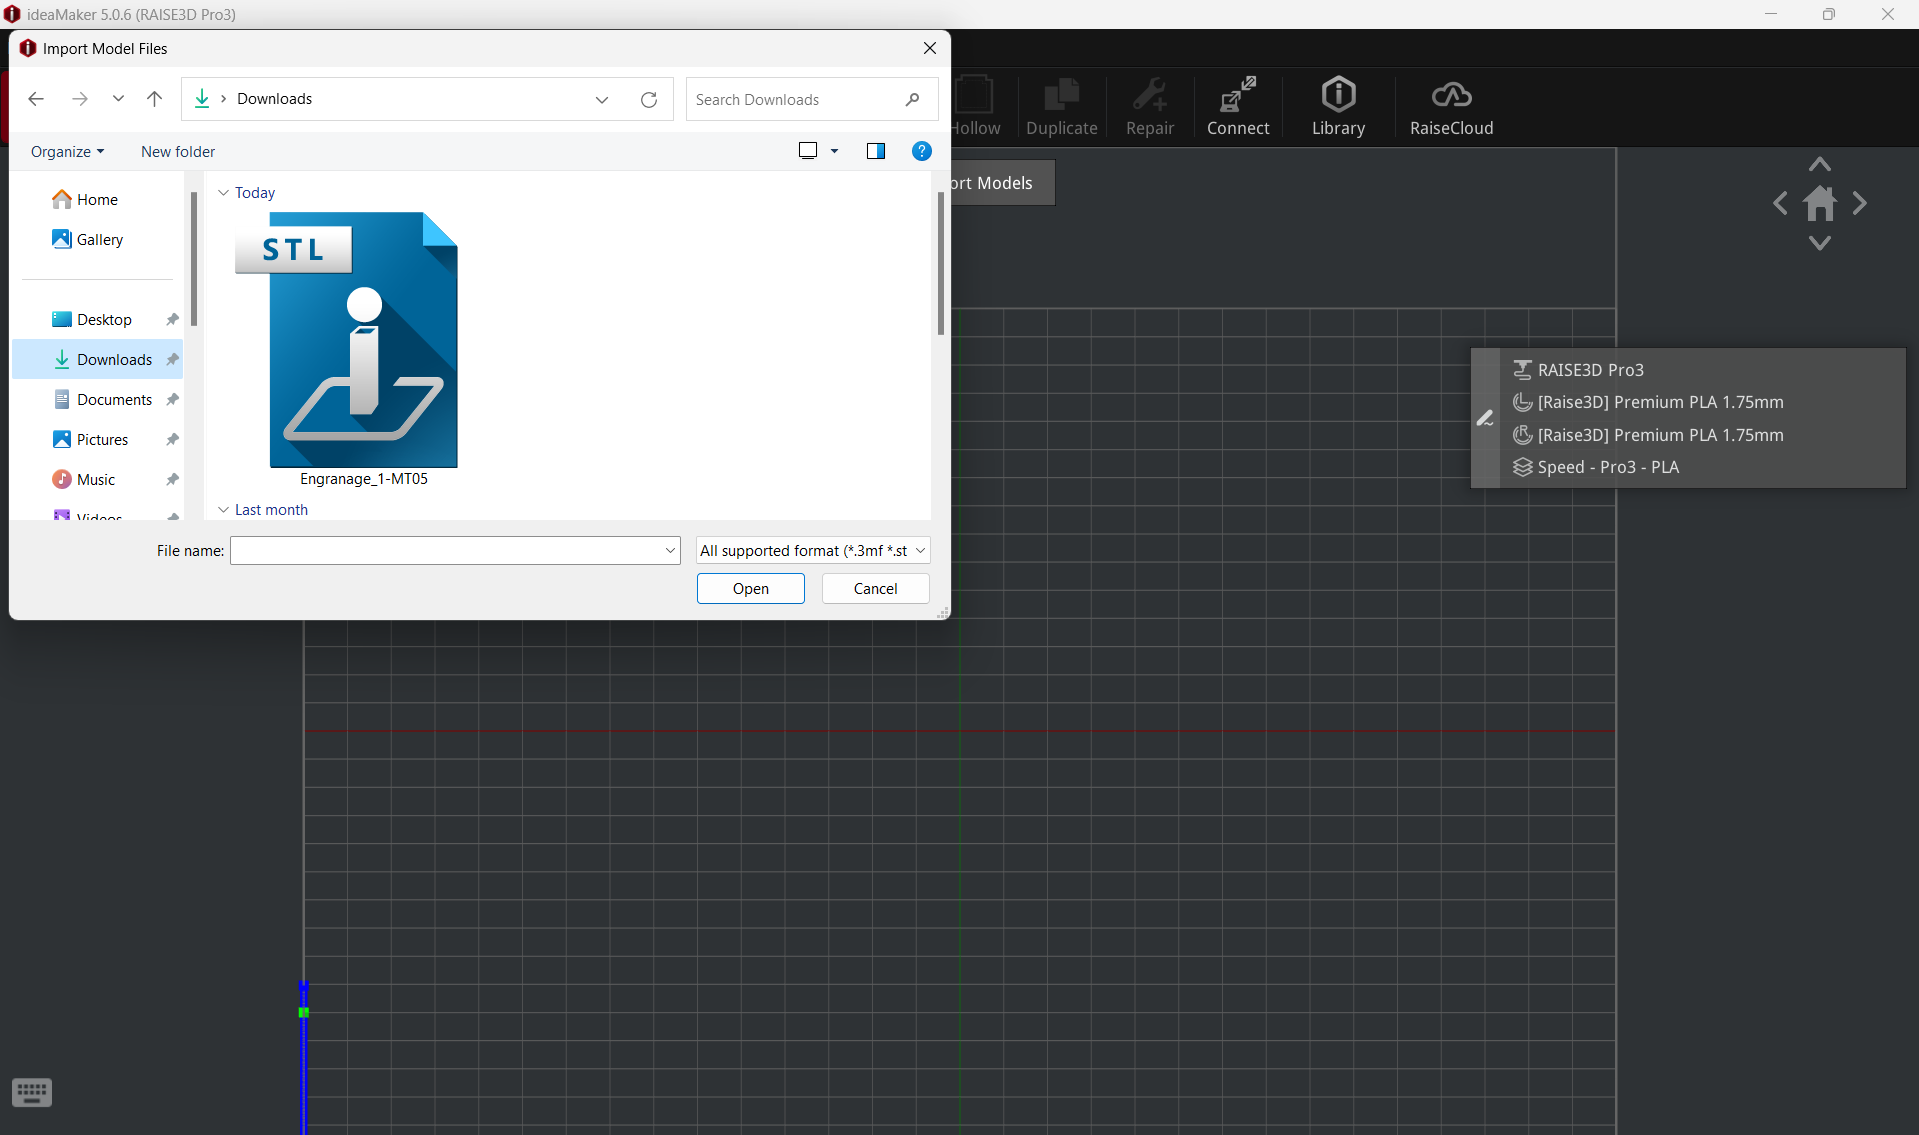 ideaMaker 5.0.6 (RAISE3D Pro3)
Import Model Files
Downloads
Search Downloads
Organize
New folder
Home
Gallery
Desktop
Downloads
Documents
Pictures
Music
Videos
Today
STL
Engranage_1-MT05
Last month
File name:
All supported format (*.3mf *.st
Open
Cancel
Hollow
Duplicate
Repair
Connect
Library
RaiseCloud
ort Models
RAISE3D Pro3
[Raise3D] Premium PLA 1.75mm
[Raise3D] Premium PLA 1.75mm
Speed - Pro3 - PLA